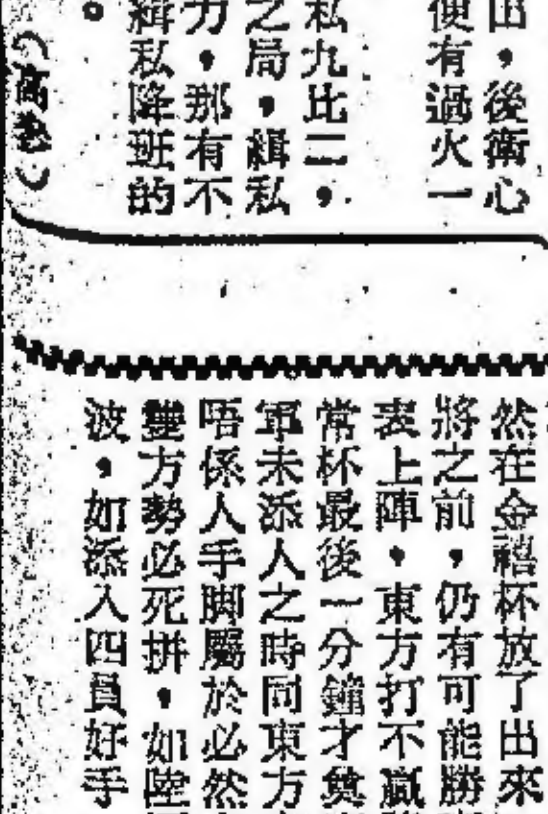 出，後衛心
便有過火一
私九比二，
之局，緝私
力，那有不
緝私降班的
。
（高
然在金禧杯放了出來
將之前，仍有可能勝
表上陣，東方打不贏
常杯最後一分鐘才
軍未添人之時同東方
唔係人手脚屬於必然
雙方勢必死拼，如陸
波，如添入四員好手